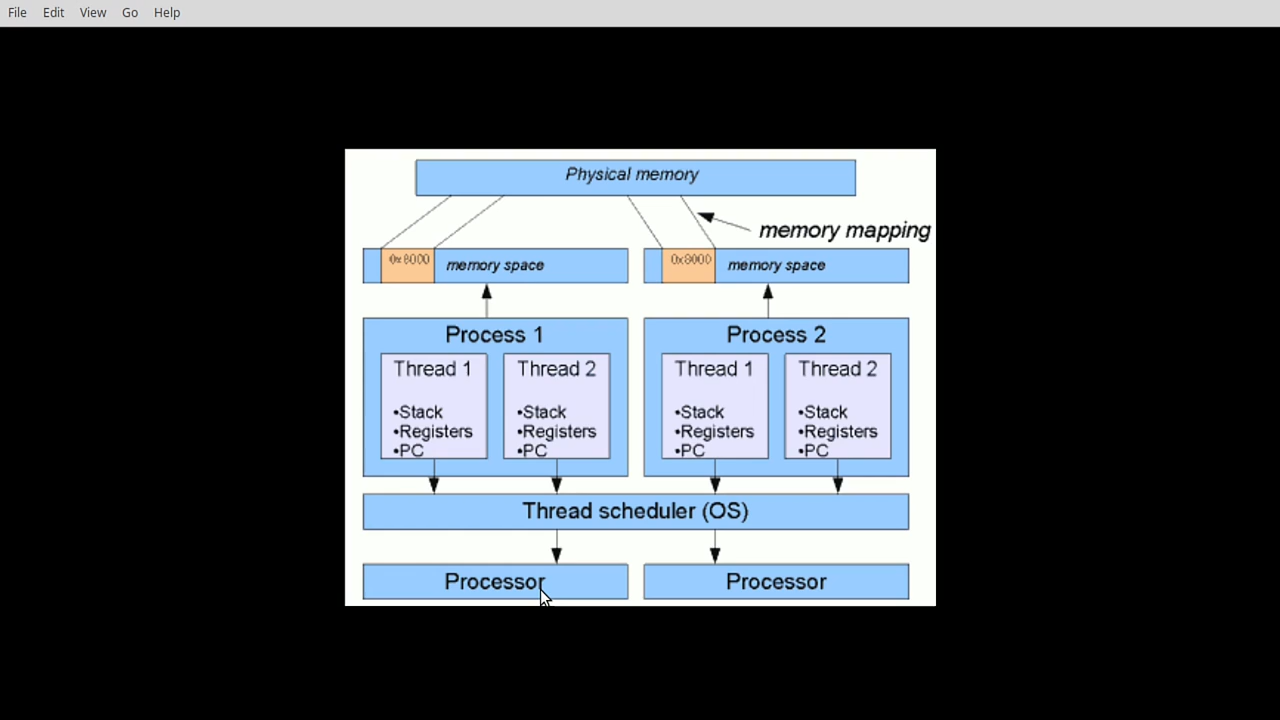 File Edit View Go Help
Physical memory
memory mapping
0x8000 memory space 0x8000 memory space
Process 1 Process 2
Thread 1 Thread 2 Thread 1 Thread 2
•Stack •Stack •Stack •Stack
•Registers •Registers •Registers •Registers
•PC •PC •PC •PC
Thread scheduler (OS)
Processor Processor